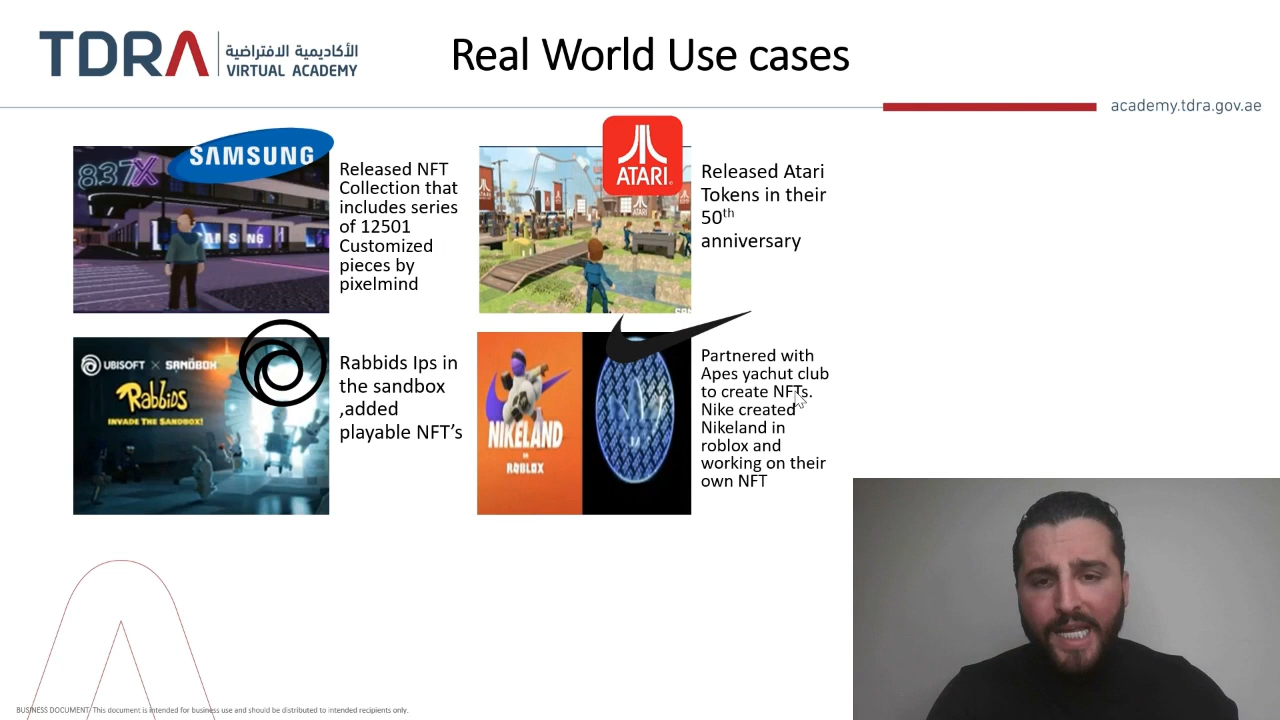 TDRA
الأكاديمية الافتراضية
VIRTUAL ACADEMY
Real World Use cases
academy.tdra.gov.ae
837X
SAMSUNG
SAMSUNG
Released NFT
Collection that
includes series
of 12501
Customized
pieces by
pixelmind
ATARI
ATARI
Released Atari
Tokens in their
50th
anniversary
UBISOFT X SANDBOX
Rabbids
INVADE THE SANDBOX!
Rabbids Ips in
the sandbox
,added
playable NFT’s
NIKELAND
ROBLOX
Partnered with
Apes yachut club
to create NFTs.
Nike created
Nikeland in
roblox and
working on their
own NFT
BUSINESS DOCUMENT This document is intended for business use and should be distributed to intended recipients only.